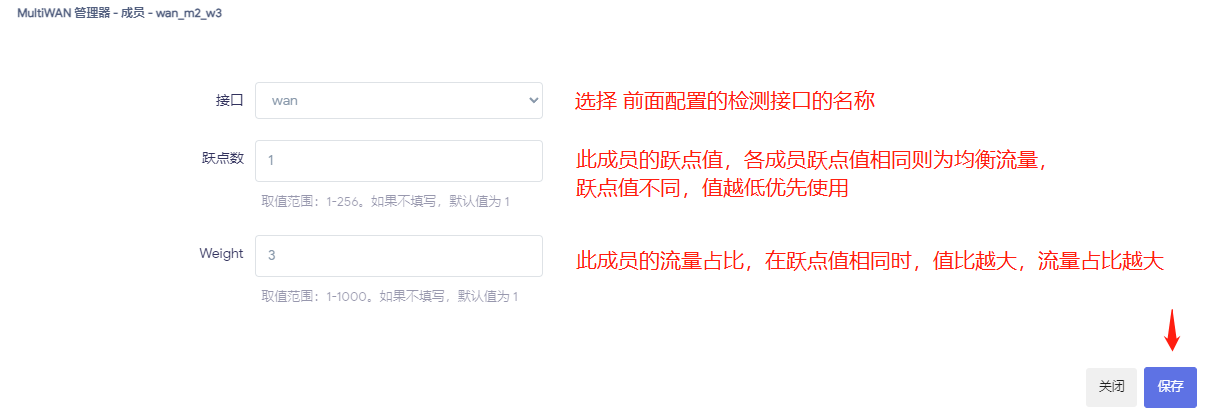 MultiWAN 管理器 - 成员 - wan_m2_w3
接口
wan
选择 前面配置的检测接口的名称
跃点数
1
此成员的跃点值，各成员跃点值相同则为均衡流量，
跃点值不同，值越低优先使用
取值范围：1-256。如果不填写，默认值为 1
Weight
3
此成员的流量占比，在跃点值相同时，值比越大，流量占比越大
取值范围：1-1000。如果不填写，默认值为 1
关闭
保存